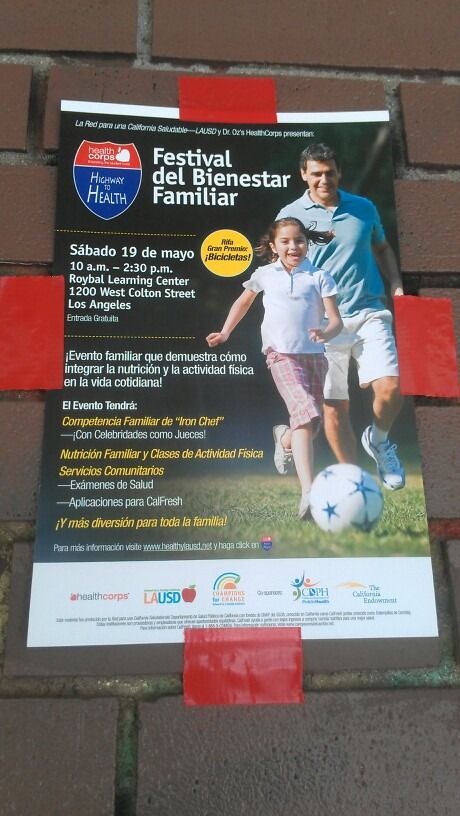 La Red para una California Saludable—LAUSD y Dr. Oz's HealthCorps presentan:
health
corps
HIGHWAY
TO
HEALTH
Festival
del Bienestar
Familiar
Rifa
Gran Premio:
¡Bicicletas!
Sábado 19 de mayo
10 a.m. – 2:30 p.m.
Roybal Learning Center
1200 West Colton Street
Los Angeles
Entrada Gratuita
¡Evento familiar que demuestra cómo
integrar la nutrición y la actividad física
en la vida cotidiana!
El Evento Tendrá:
Competencia Familiar de "Iron Chef"
—¡Con Celebridades como Jueces!
Nutrición Familiar y Clases de Actividad Física
Servicios Comunitarios
—Exámenes de Salud
—Aplicaciones para CalFresh
¡Y más diversión para toda la familia!
Para más información visite www.healthylausd.net y haga click en
healthcorps
LAUSD
CHAMPIONS
for CHANGE
Co-sponsors:
CDPH
PublicHealth
The
California
Endowment